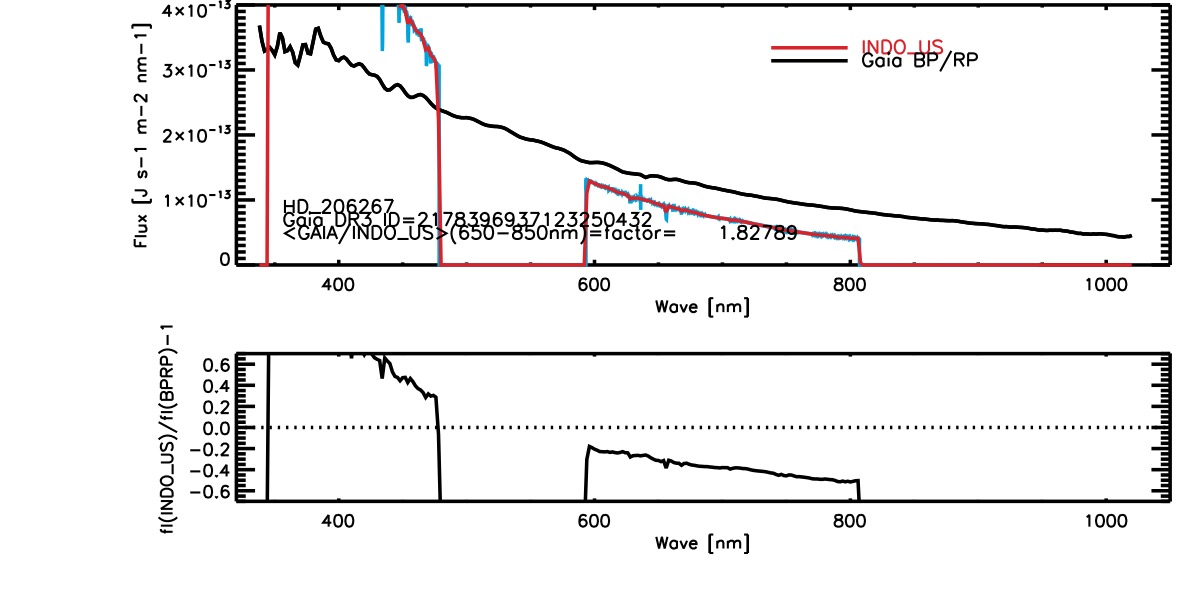 4×10−13
3×10−13
2×10−13
1×10−13
0
Flux [J s−1 m−2 nm−1]
INDO_US
Gaia BP/RP
HD_206267
Gaia DR3 ID=2178396937123250432
<GAIA/INDO_US>(650−850nm)=factor= 1.82789
400 600 800 1000
Wave [nm]
fl(INDO_US)/fl(BPRP)−1
0.6
0.4
0.2
0.0
−0.2
−0.4
−0.6
400 600 800 1000
Wave [nm]